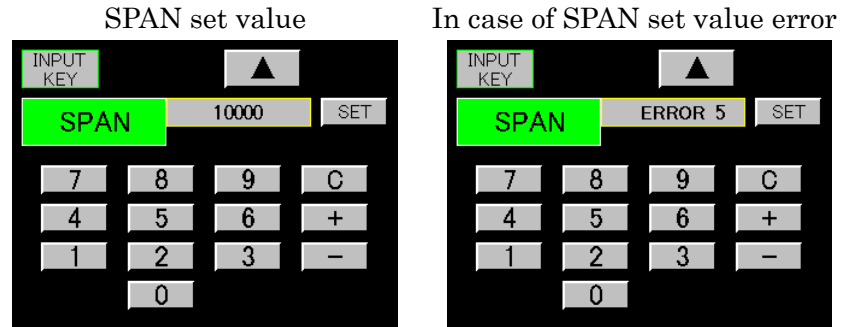 SPAN set value
INPUT
KEY
▲
SPAN 10000 SET
7 8 9 C
4 5 6 +
1 2 3 −
0
In case of SPAN set value error
INPUT
KEY
▲
SPAN ERROR 5 SET
7 8 9 C
4 5 6 +
1 2 3 −
0